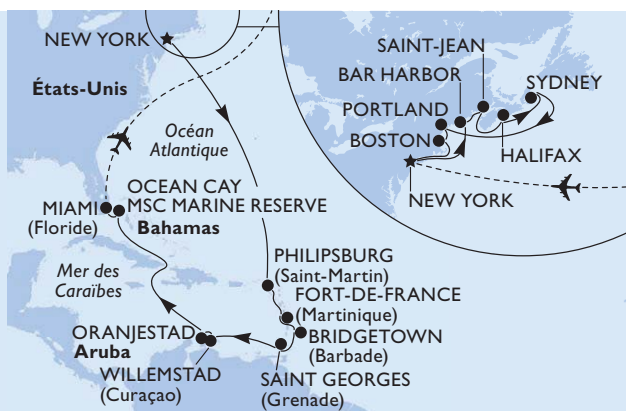 NEW YORK
États-Unis
Océan
Atlantique
OCEAN CAY
MSC MARINE RESERVE
MIAMI
(Floride)
Bahamas
Mer des
Caraïbes
PHILIPSBURG
(Saint-Martin)
FORT-DE-FRANCE
(Martinique)
BRIDGETOWN
(Barbade)
ORANJESTAD
Aruba
WILLEMSTAD
(Curaçao)
SAINT GEORGES
(Grenade)
SAINT-JEAN
BAR HARBOR
SYDNEY
PORTLAND
BOSTON
HALIFAX
NEW YORK